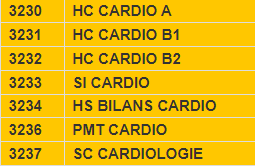 3230 HC CARDIO A
3231 HC CARDIO B1
3232 HC CARDIO B2
3233 SI CARDIO
3234 HS BILANS CARDIO
3236 PMT CARDIO
3237 SC CARDIOLOGIE